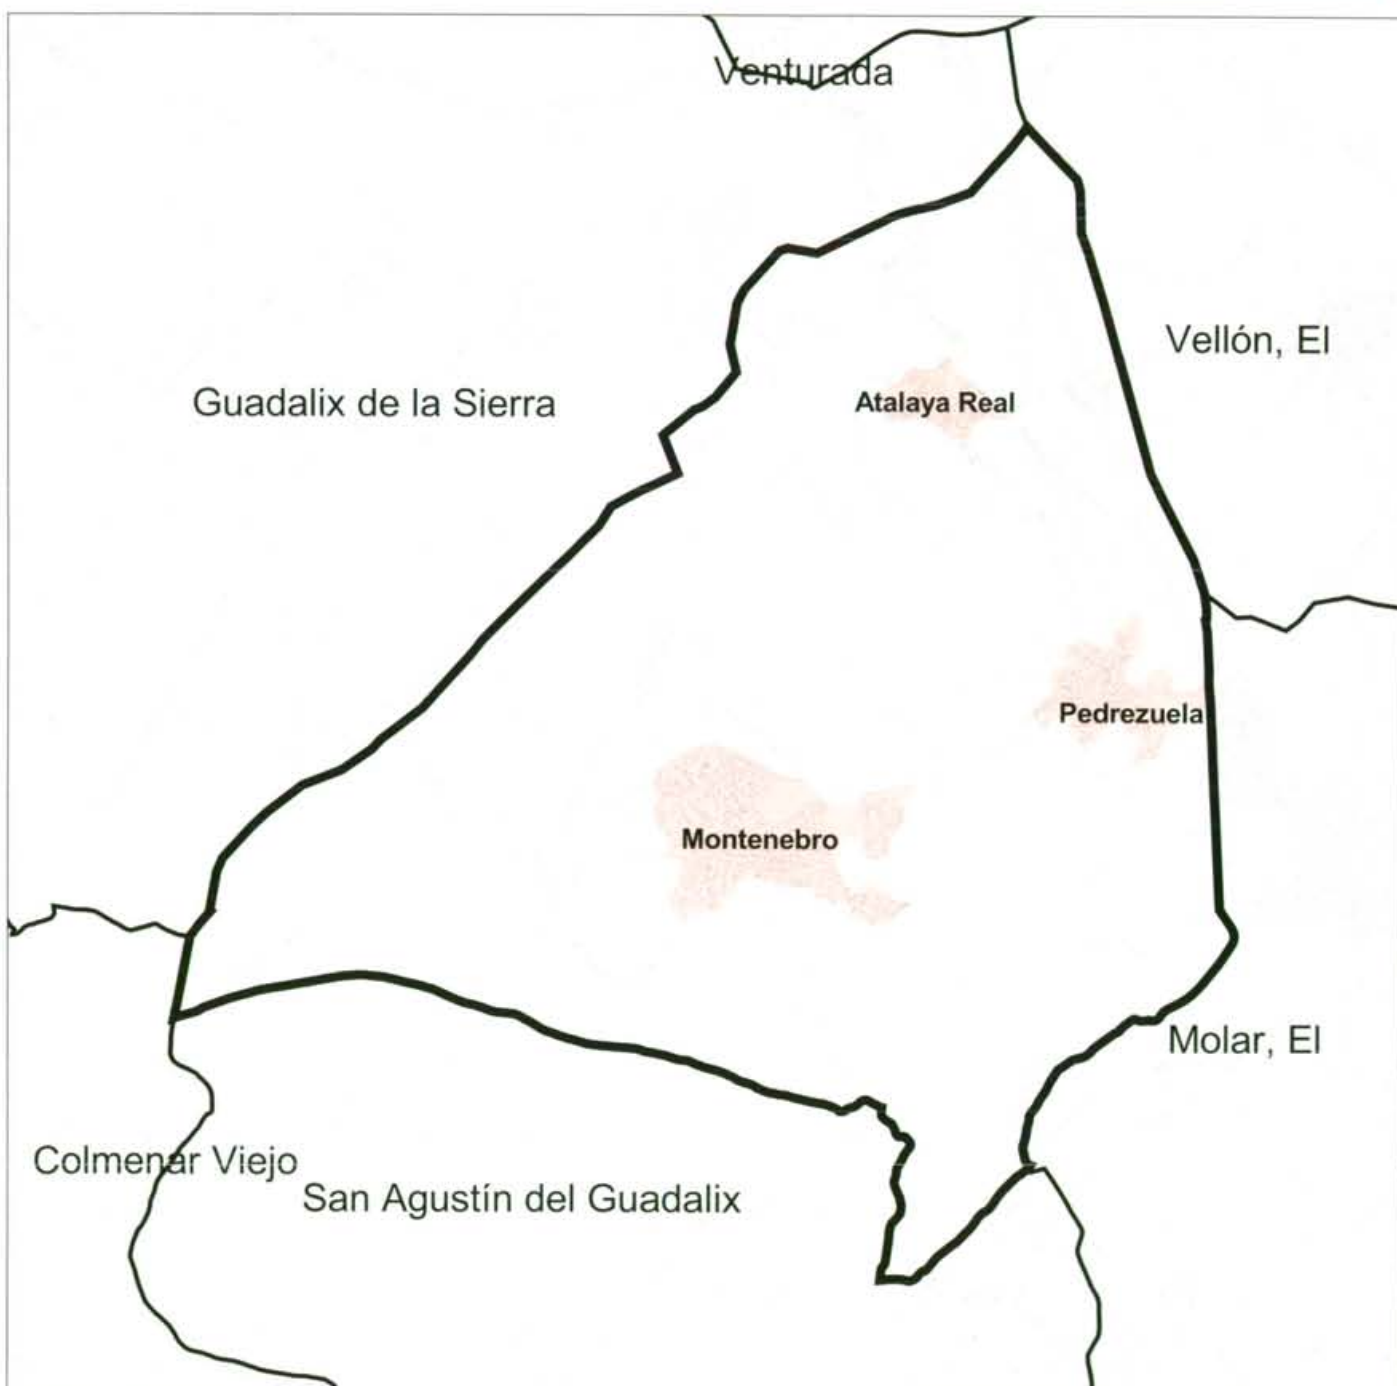 Venturada
Vellón, El
Guadalix de la Sierra
Atalaya Real
Pedrezuela
Montenebro
Molar, El
Colmenar Viejo
San Agustín del Guadalix